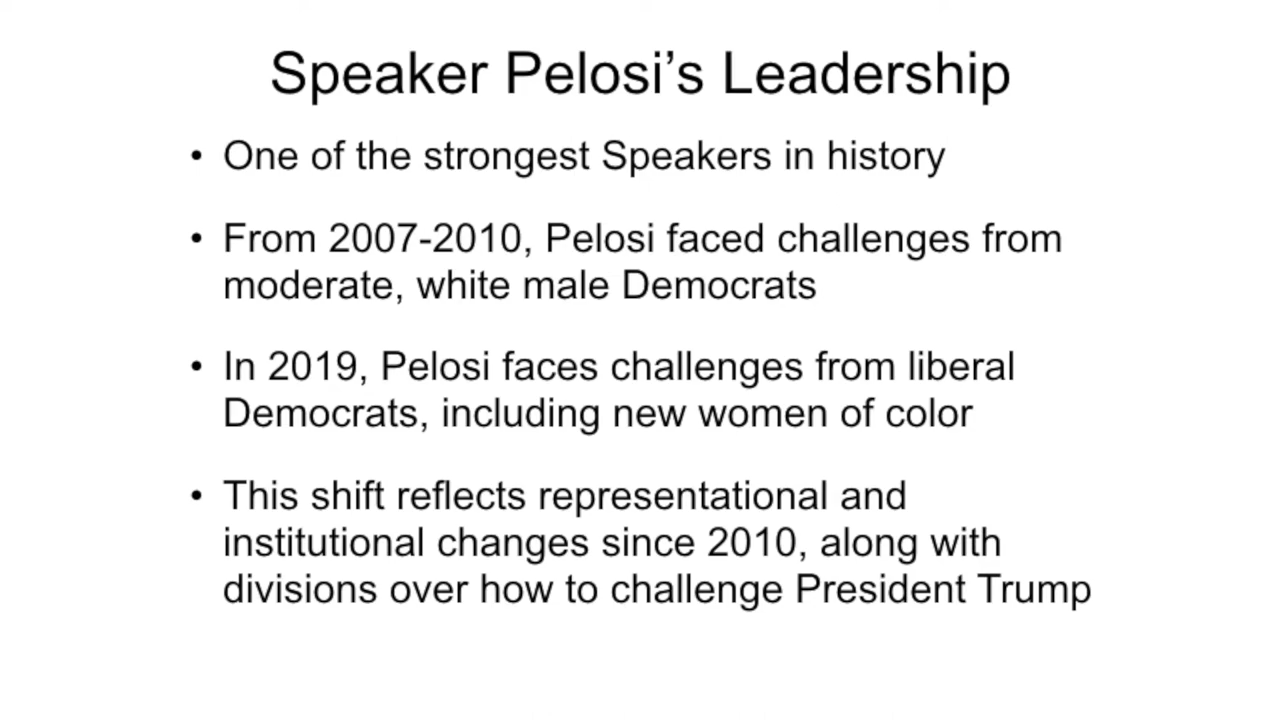 Speaker Pelosi’s Leadership
• One of the strongest Speakers in history
• From 2007-2010, Pelosi faced challenges from
moderate, white male Democrats
• In 2019, Pelosi faces challenges from liberal
Democrats, including new women of color
• This shift reflects representational and
institutional changes since 2010, along with
divisions over how to challenge President Trump